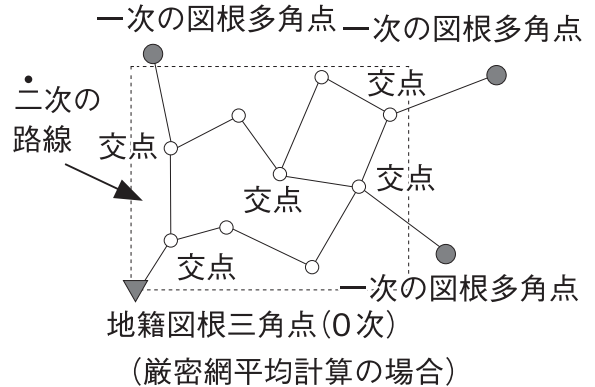 一次の図根多角点
一次の図根多角点
二次の
路線
交点
交点
交点
交点
交点
一次の図根多角点
地籍図根三角点(0次)
(厳密網平均計算の場合)